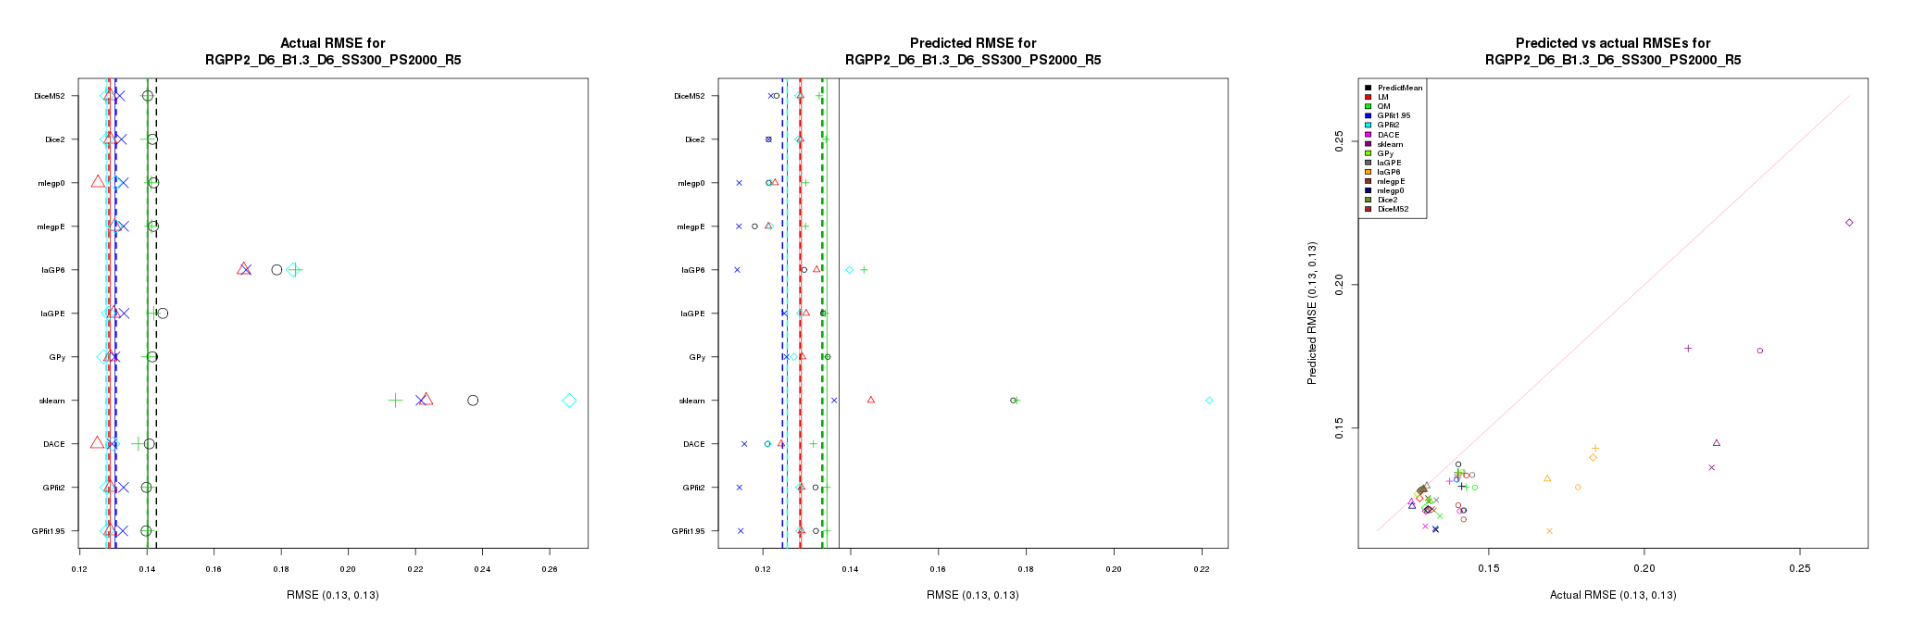 Actual RMSE for
RGPP2_D6_B1.3_D6_SS300_PS2000_R5
DiceM52
Dice2
mlegp0
mlegpE
laGP6
laGPE
GPy
sklearn
DACE
GPfit2
GPfit1.95
0.12 0.14 0.16 0.18 0.20 0.22 0.24 0.26
RMSE (0.13, 0.13)
Predicted RMSE for
RGPP2_D6_B1.3_D6_SS300_PS2000_R5
DiceM52
Dice2
mlegp0
mlegpE
laGP6
laGPE
GPy
sklearn
DACE
GPfit2
GPfit1.95
0.12 0.14 0.16 0.18 0.20 0.22
RMSE (0.13, 0.13)
Predicted vs actual RMSEs for
RGPP2_D6_B1.3_D6_SS300_PS2000_R5
PredictMean
LM
QM
GPfit1.95
GPfit2
DACE
sklearn
GPy
laGPE
laGP6
mlegpE
mlegp0
Dice2
DiceM52
Predicted RMSE (0.13, 0.13)
0.25
0.20
0.15
0.15 0.20 0.25
Actual RMSE (0.13, 0.13)